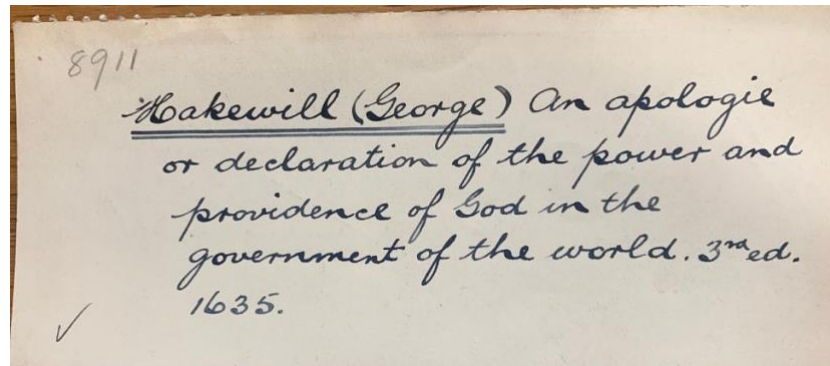 8911
Hakewill (George) An apologie
or declaration of the power and
providence of God in the
government of the world. 3rd ed.
1635.
✓